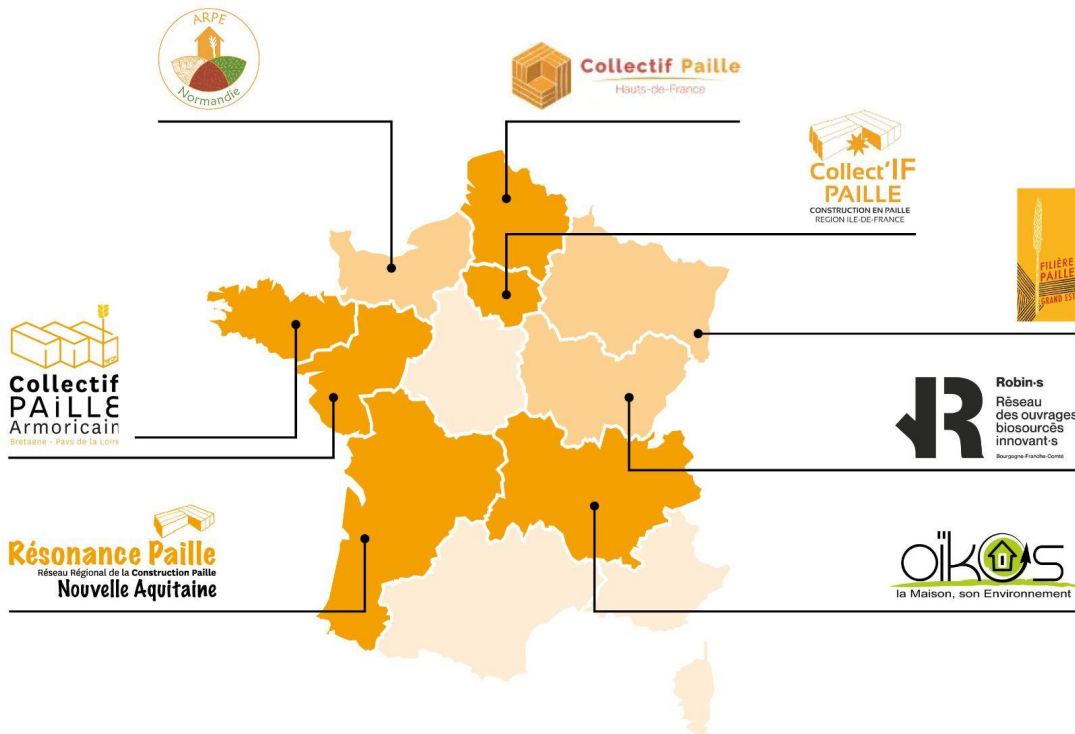 ARPE
Normandie
Collectif Paille
Hauts-de-France
Collect'IF
PAILLE
CONSTRUCTION EN PAILLE
REGION ILE-DE-FRANCE
FILIÈRE
PAILLE
GRAND EST
Collectif
PAiLLE
Armoricain
Bretagne - Pays de la Loire
Robin·s
Réseau
des ouvrages
biosourcés
innovant·s
Bourgogne-Franche-Comté
Résonance Paille
Réseau Régional de la Construction Paille
Nouvelle Aquitaine
oïkOS
la Maison, son Environnement